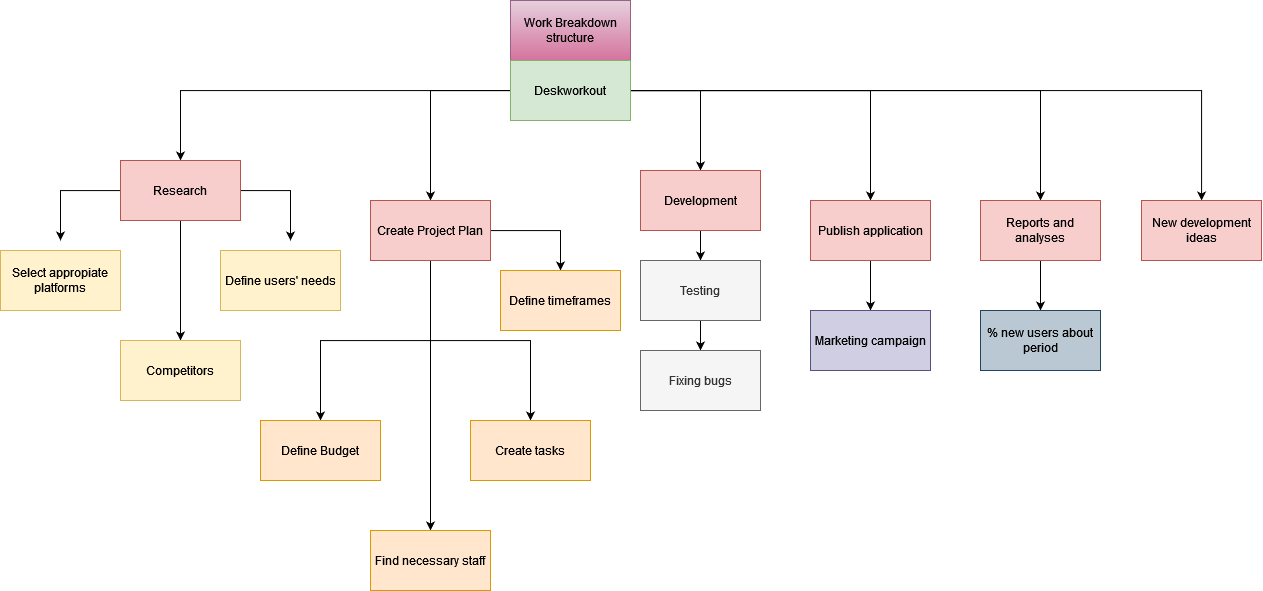 Work Breakdown
structure
Deskworkout
Research
Create Project Plan
Development
Publish application
Reports and
analyses
New development
ideas
Select appropiate
platforms
Define users' needs
Competitors
Define timeframes
Define Budget
Create tasks
Find necessary staff
Testing
Fixing bugs
Marketing campaign
% new users about
period